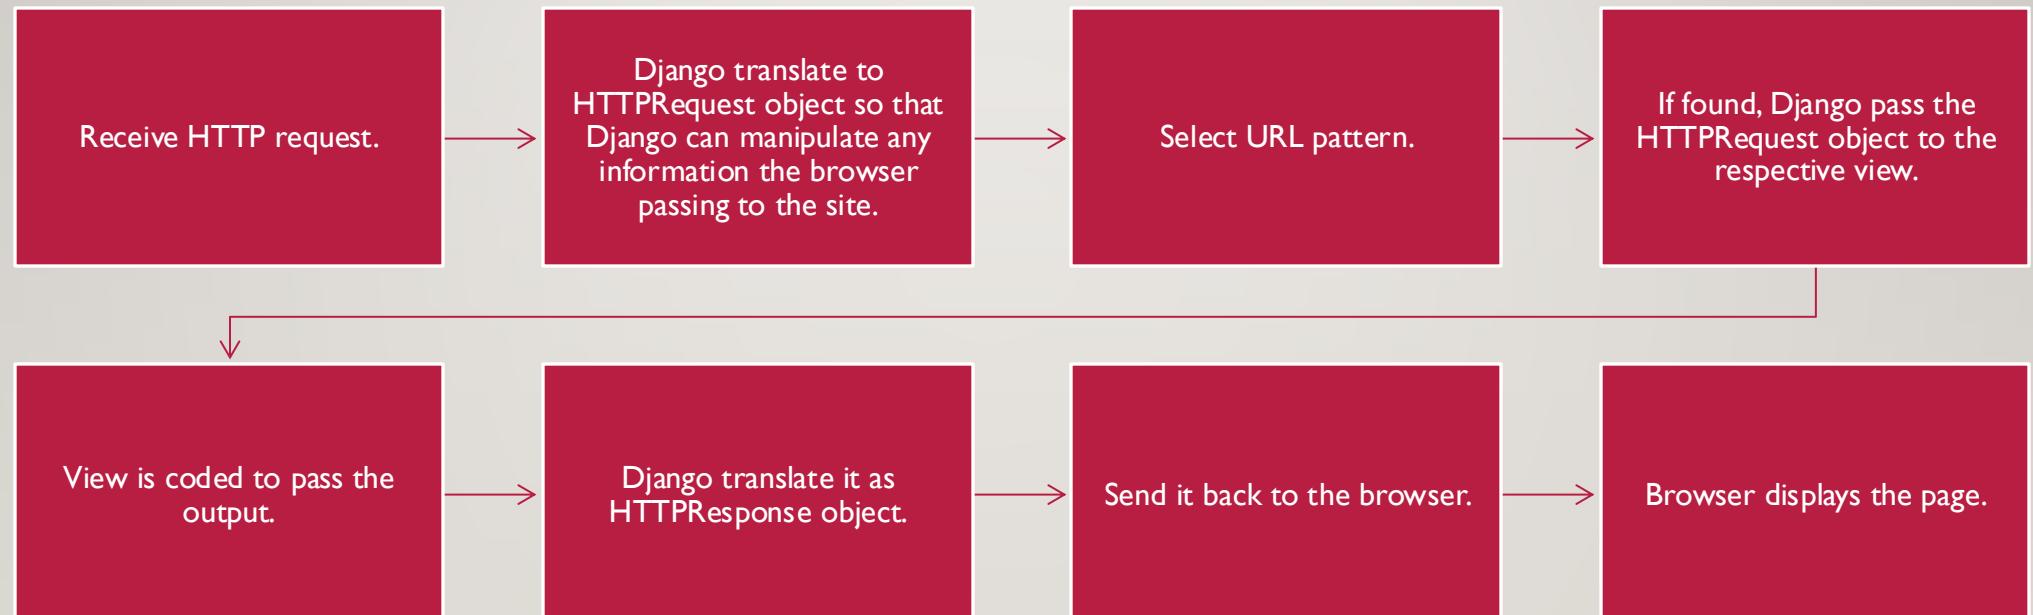 Receive HTTP request.
Django translate to
HTTPRequest object so that
Django can manipulate any
information the browser
passing to the site.
Select URL pattern.
If found, Django pass the
HTTPRequest object to the
respective view.
View is coded to pass the
output.
Django translate it as
HTTPResponse object.
Send it back to the browser.
Browser displays the page.